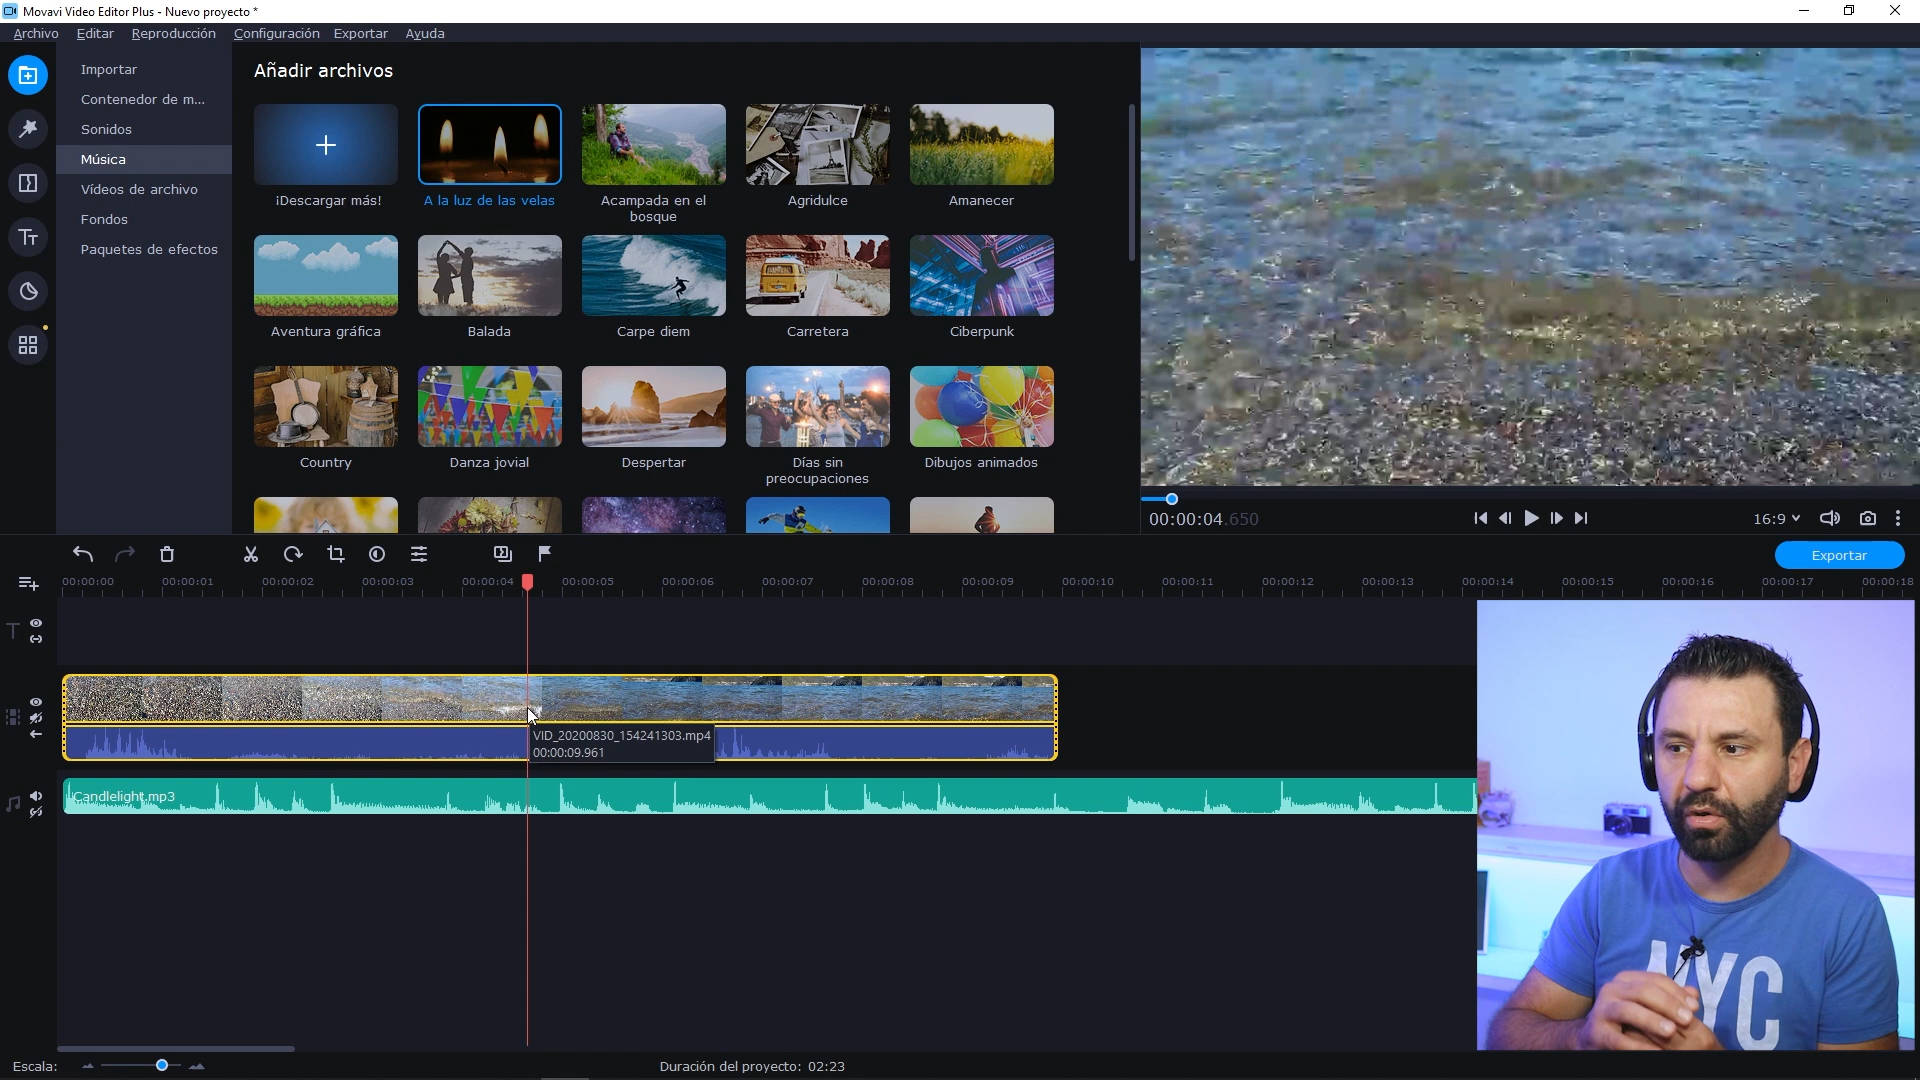 Movavi Video Editor Plus - Nuevo proyecto *
Archivo Editar Reproducción Configuración Exportar Ayuda
Importar
Contenedor de m...
Sonidos
Música
Vídeos de archivo
Fondos
Paquetes de efectos
Añadir archivos
¡Descargar más!
A la luz de las velas
Acampada en el
bosque
Agridulce
Amanecer
Aventura gráfica
Balada
Carpe diem
Carretera
Ciberpunk
Country
Danza jovial
Despertar
Días sin
preocupaciones
Dibujos animados
00:00:04.650
16:9
Exportar
00:00:00 00:00:01 00:00:02 00:00:03 00:00:04 00:00:05 00:00:06 00:00:07 00:00:08 00:00:09 00:00:10 00:00:11 00:00:12 00:00:13 00:00:14 00:00:15 00:00:16 00:00:17 00:00:18
VID_20200830_154241303.mp4
00:00:09.961
Candlelight.mp3
NYC
Escala:
Duración del proyecto: 02:23